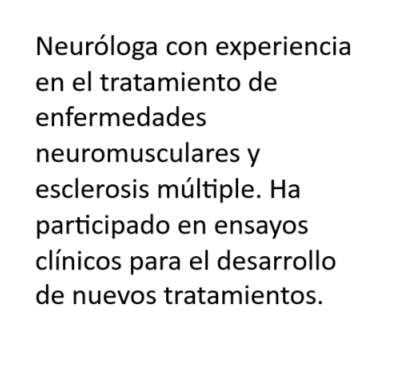 Neuróloga con experiencia
en el tratamiento de
enfermedades
neuromusculares y
esclerosis múltiple. Ha
participado en ensayos
clínicos para el desarrollo
de nuevos tratamientos.